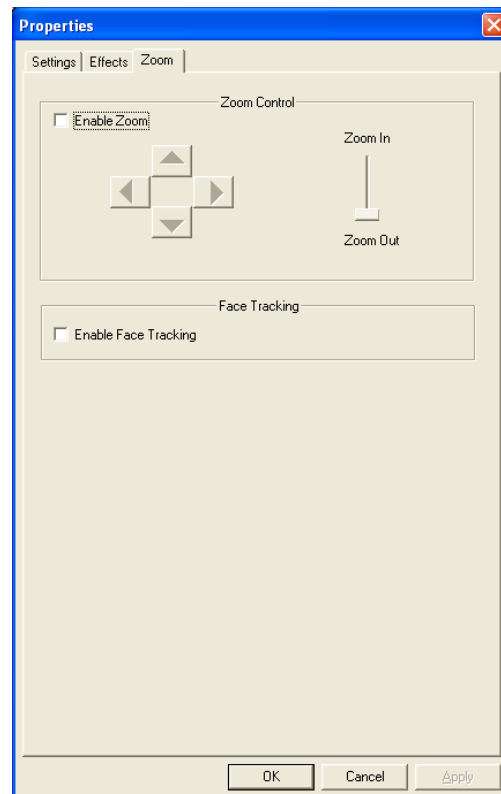 Properties
Settings Effects Zoom
Zoom Control
Enable Zoom
Zoom In
Zoom Out
Face Tracking
Enable Face Tracking
OK Cancel Apply